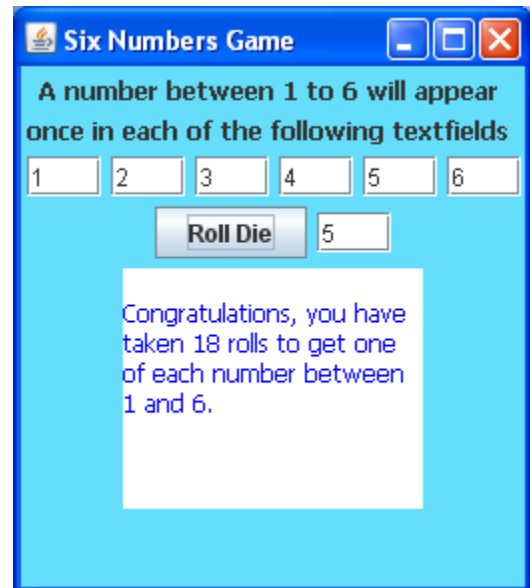 Six Numbers Game
A number between 1 to 6 will appear
once in each of the following textfields
1 2 3 4 5 6
Roll Die 5
Congratulations, you have
taken 18 rolls to get one
of each number between
1 and 6.